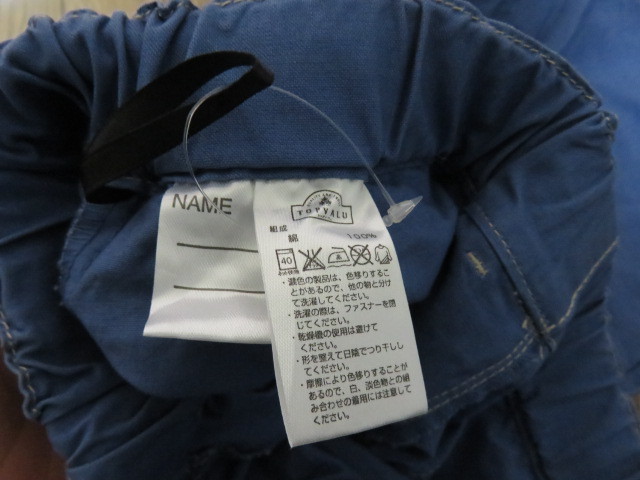 NAME
TOPVALU
組成
綿 100%
40
・濃色の製品は、色移りするこ
とがあるので、他の物と分け
て洗濯してください。
・洗濯の際は、ファスナーを閉
じてください。
・乾燥機の使用は避けて
ください。
・形を整えて日陰でつり干しし
てください。
・摩擦により色移りすることが
あるので、白、淡色物との組
み合わせの着用には注意して
ください。